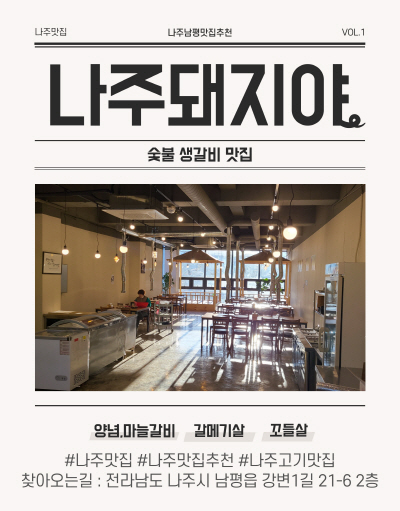 나주맛집 나주남평맛집추천 VOL.1
나주돼지야
숯불 생갈비 맛집
양념,마늘갈비 갈메기살 꼬들살
#나주맛집 #나주맛집추천 #나주고기맛집
찾아오는길 : 전라남도 나주시 남평읍 강변1길 21-6 2층